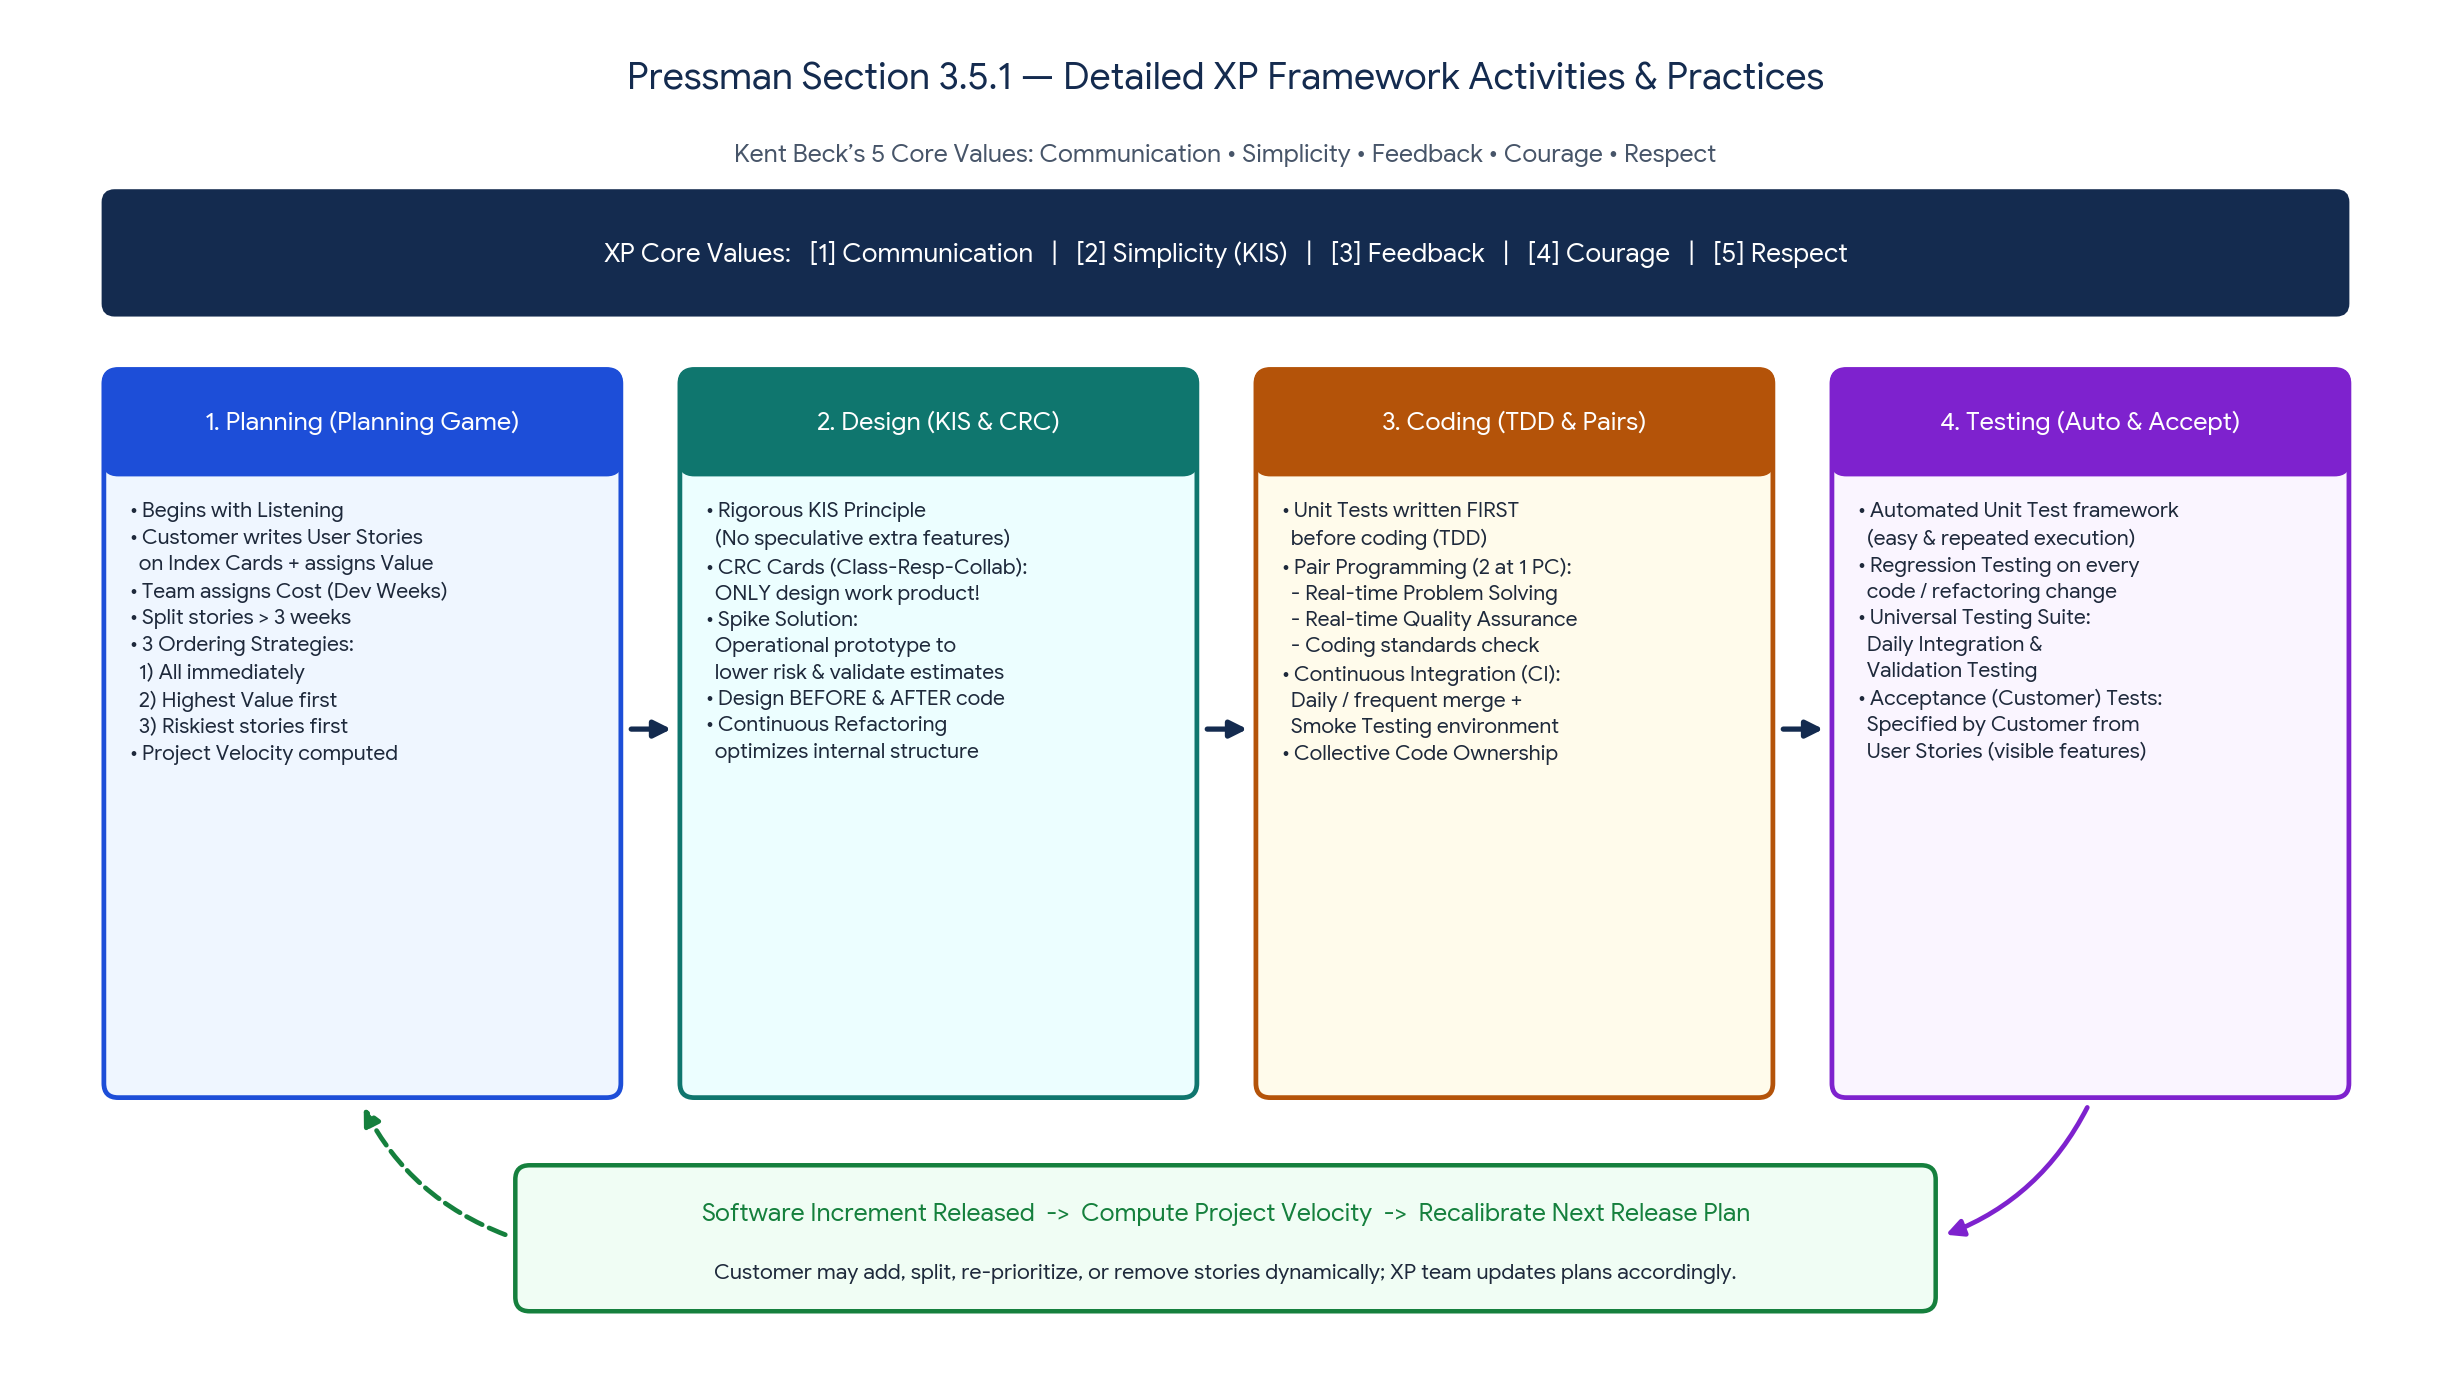 Pressman Section 3.5.1 — Detailed XP Framework Activities & Practices
Kent Beck’s 5 Core Values: Communication • Simplicity • Feedback • Courage • Respect
XP Core Values: [1] Communication | [2] Simplicity (KIS) | [3] Feedback | [4] Courage | [5] Respect
1. Planning (Planning Game)
• Begins with Listening
• Customer writes User Stories
on Index Cards + assigns Value
• Team assigns Cost (Dev Weeks)
• Split stories > 3 weeks
• 3 Ordering Strategies:
1) All immediately
2) Highest Value first
3) Riskiest stories first
• Project Velocity computed
2. Design (KIS & CRC)
• Rigorous KIS Principle
(No speculative extra features)
• CRC Cards (Class-Resp-Collab):
ONLY design work product!
• Spike Solution:
Operational prototype to
lower risk & validate estimates
• Design BEFORE & AFTER code
• Continuous Refactoring
optimizes internal structure
3. Coding (TDD & Pairs)
• Unit Tests written FIRST
before coding (TDD)
• Pair Programming (2 at 1 PC):
- Real-time Problem Solving
- Real-time Quality Assurance
- Coding standards check
• Continuous Integration (CI):
Daily / frequent merge +
Smoke Testing environment
• Collective Code Ownership
4. Testing (Auto & Accept)
• Automated Unit Test framework
(easy & repeated execution)
• Regression Testing on every
code / refactoring change
• Universal Testing Suite:
Daily Integration &
Validation Testing
• Acceptance (Customer) Tests:
Specified by Customer from
User Stories (visible features)
Software Increment Released -> Compute Project Velocity -> Recalibrate Next Release Plan
Customer may add, split, re-prioritize, or remove stories dynamically; XP team updates plans accordingly.